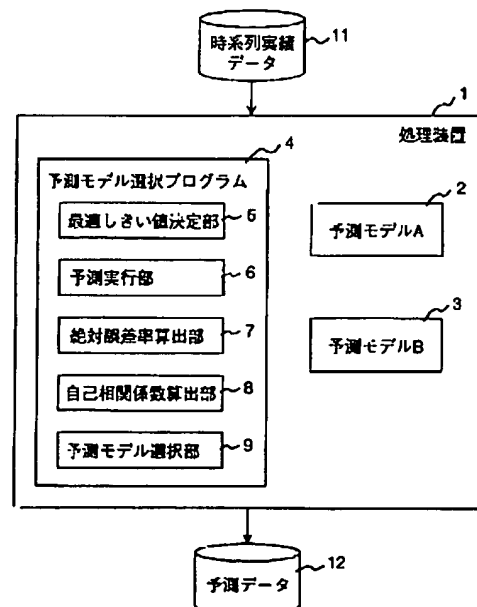 時系列実績
データ
11
1
処理装置
4
予測モデル選択プログラム
最適しきい値決定部
5
予測実行部
6
絶対誤差率算出部
7
自己相関係数算出部
8
予測モデル選択部
9
2
予測モデルA
3
予測モデルB
予測データ
12